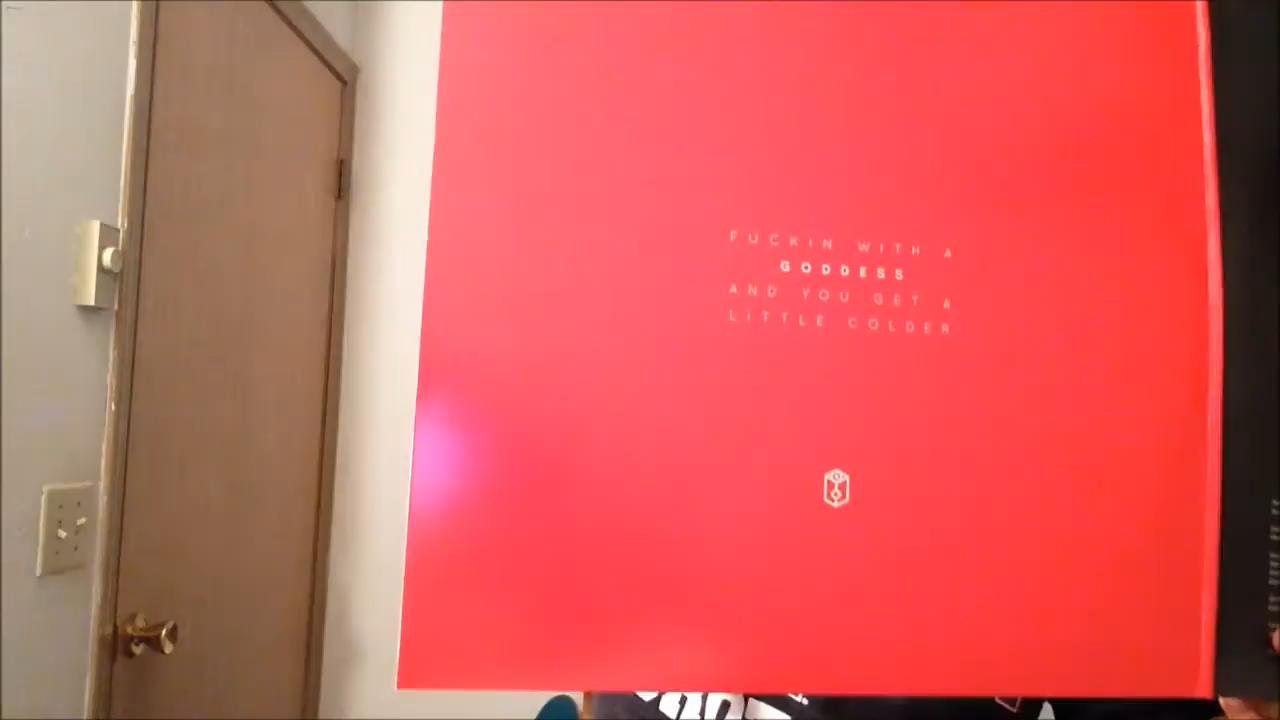 FUCKIN WITH A
GODDESS
AND YOU GET A
LITTLE COLDER